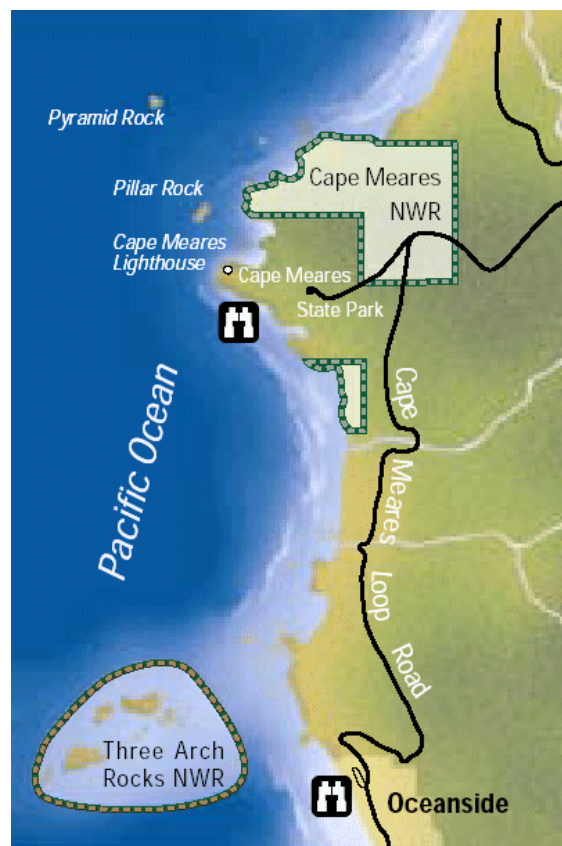 Pyramid Rock
Cape Meares
NWR
Pillar Rock
Cape Meares
Lighthouse
Cape Meares
State Park
Pacific Ocean
Cape Meares Loop Road
Three Arch
Rocks NWR
Oceanside